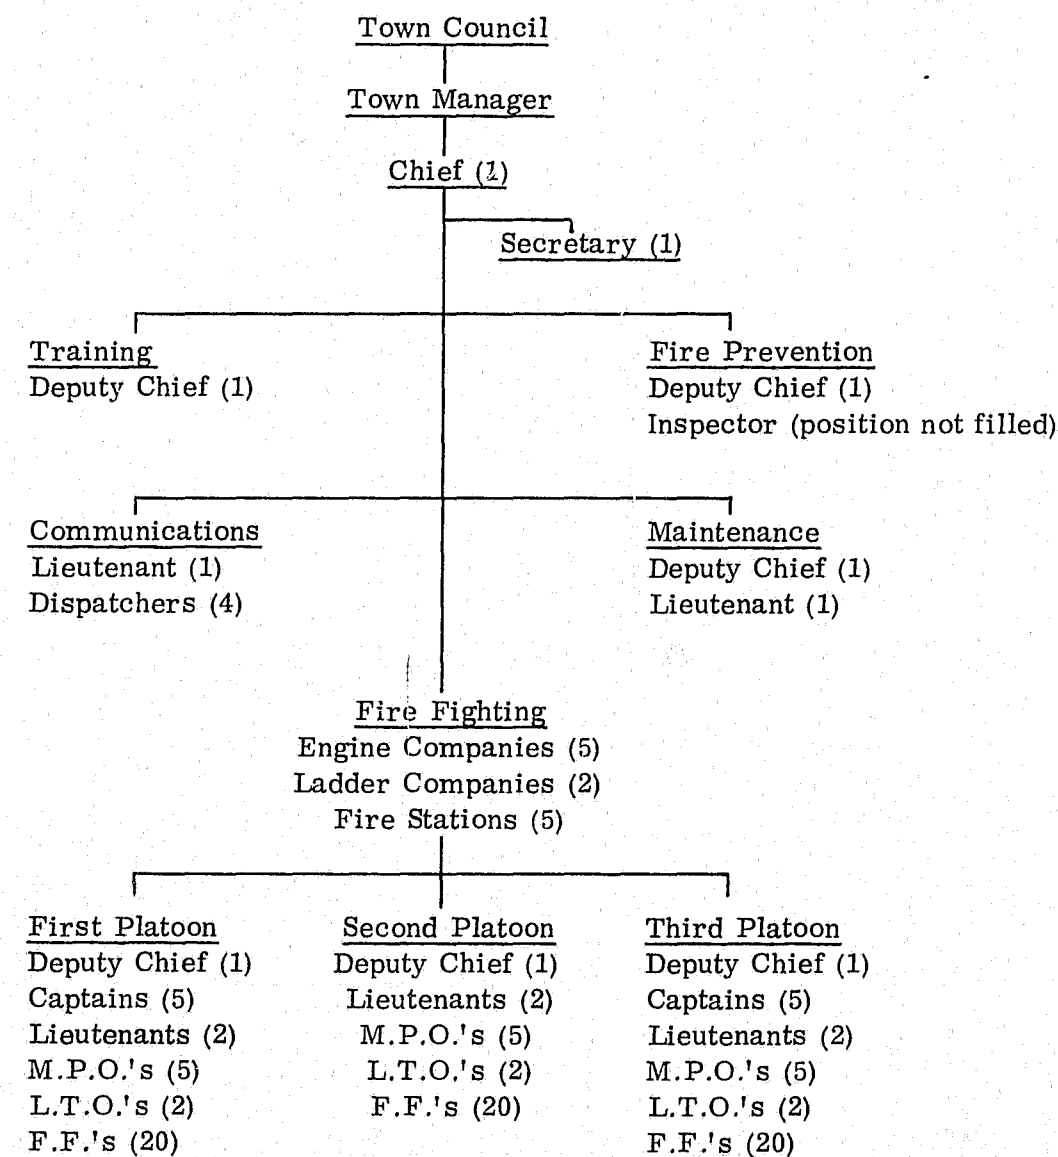 Town Council
Town Manager
Chief (1)
Secretary (1)
Training
Deputy Chief (1)
Fire Prevention
Deputy Chief (1)
Inspector (position not filled)
Communications
Lieutenant (1)
Dispatchers (4)
Maintenance
Deputy Chief (1)
Lieutenant (1)
Fire Fighting
Engine Companies (5)
Ladder Companies (2)
Fire Stations (5)
First Platoon
Deputy Chief (1)
Captains (5)
Lieutenants (2)
M.P.O.'s (5)
L.T.O.'s (2)
F.F.'s (20)
Second Platoon
Deputy Chief (1)
Lieutenants (2)
M.P.O.'s (5)
L.T.O.'s (2)
F.F.'s (20)
Third Platoon
Deputy Chief (1)
Captains (5)
Lieutenants (2)
M.P.O.'s (5)
L.T.O.'s (2)
F.F.'s (20)